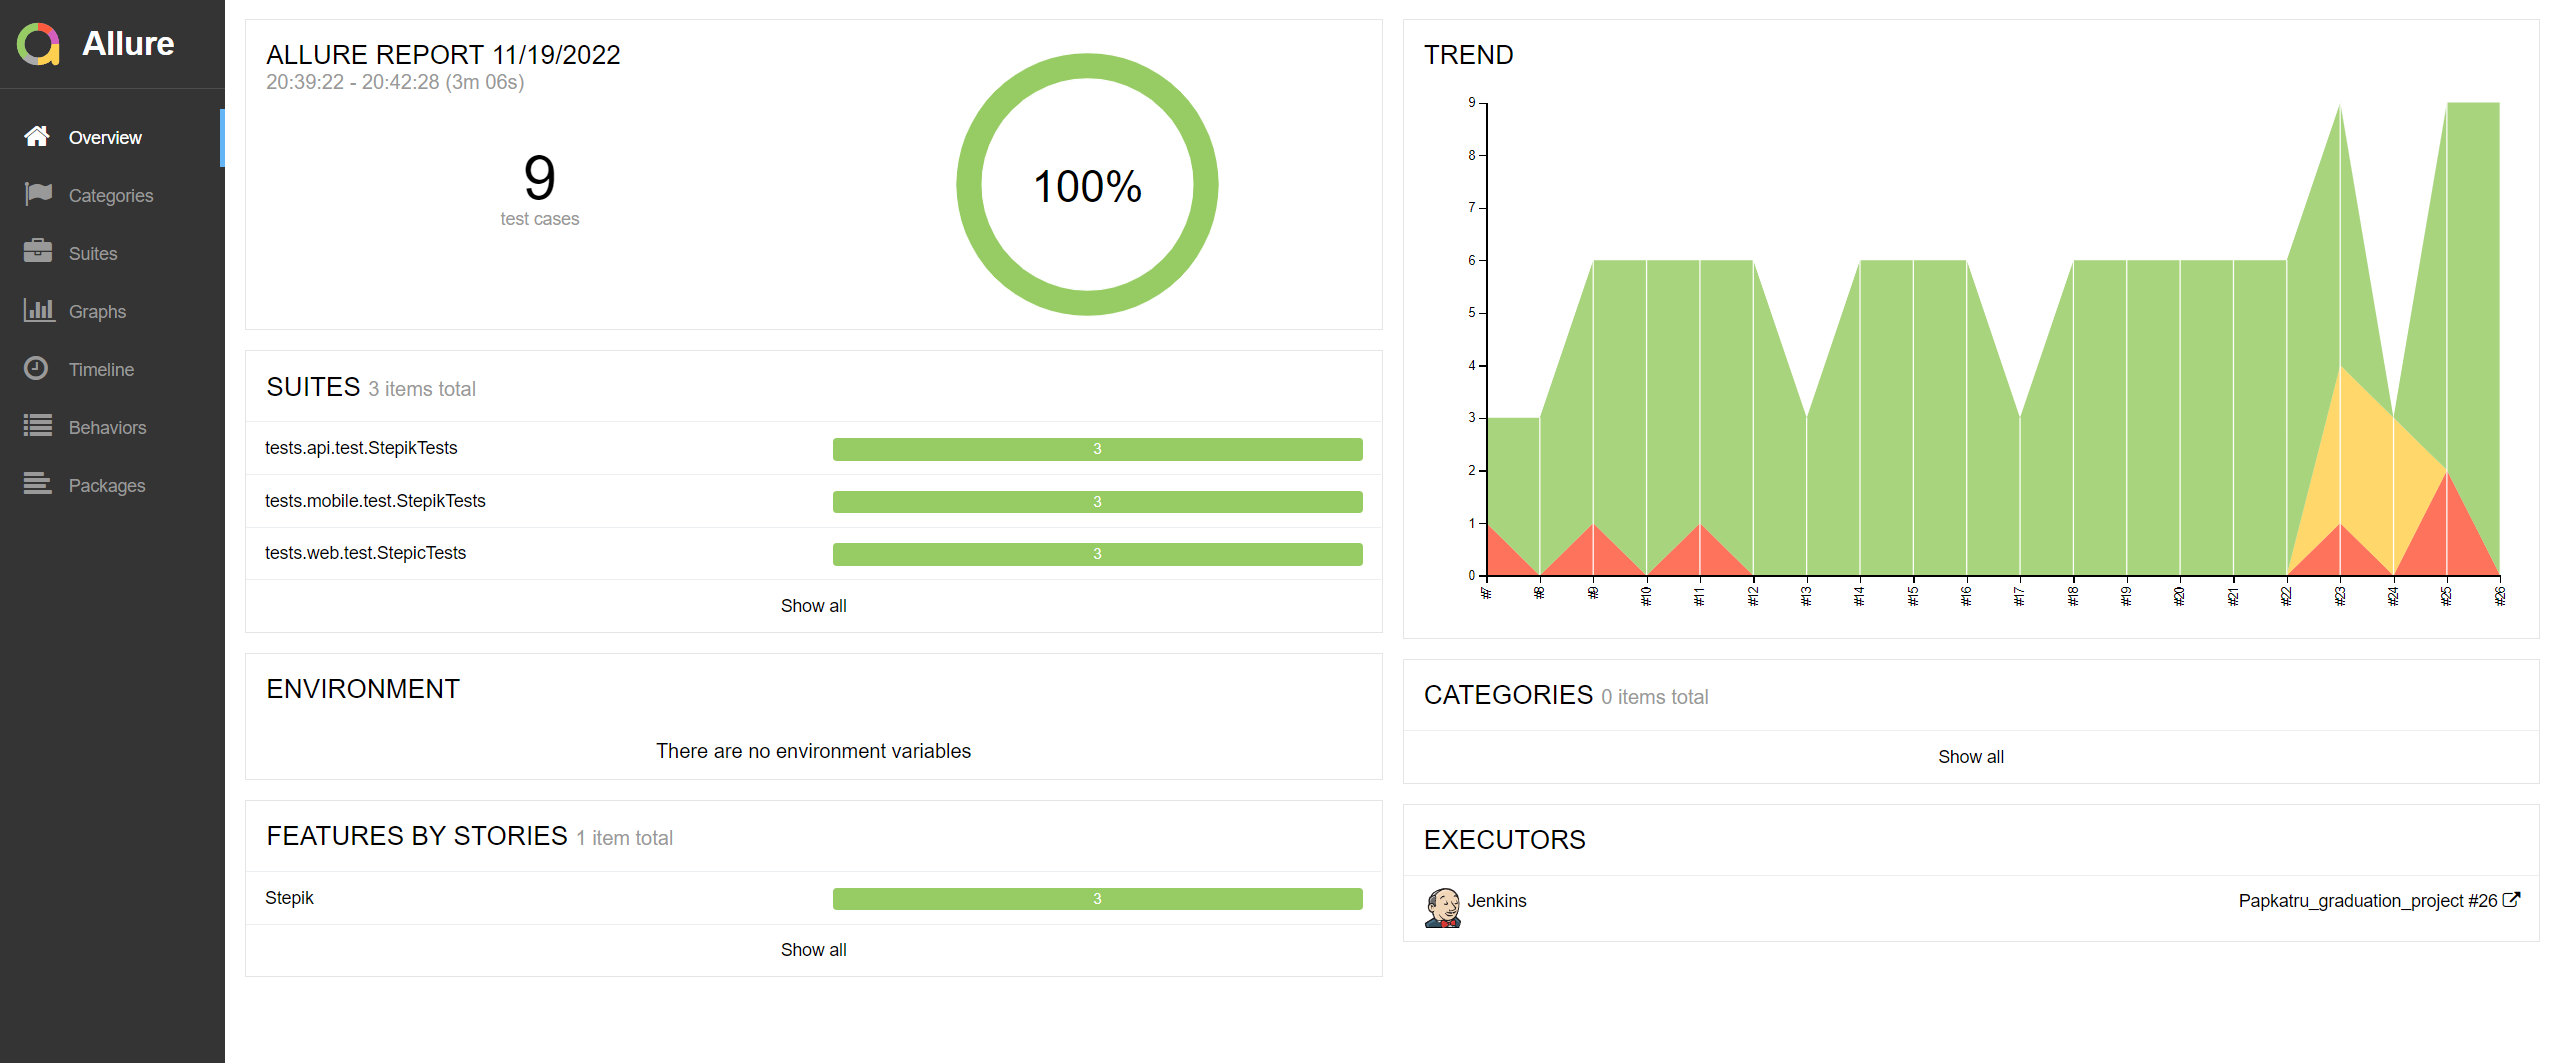 Allure
Overview
Categories
Suites
Graphs
Timeline
Behaviors
Packages
ALLURE REPORT 11/19/2022
20:39:22 - 20:42:28 (3m 06s)
9
test cases
100%
SUITES 3 items total
tests.api.test.StepikTests 3
tests.mobile.test.StepikTests 3
tests.web.test.StepicTests 3
Show all
ENVIRONMENT
There are no environment variables
FEATURES BY STORIES 1 item total
Stepik 3
Show all
TREND
9
8
7
6
5
4
3
2
1
0
#7 #8 #9 #10 #11 #12 #13 #14 #15 #16 #17 #18 #19 #20 #21 #22 #23 #24 #25 #26
CATEGORIES 0 items total
Show all
EXECUTORS
Jenkins Papkatru_graduation_project #26